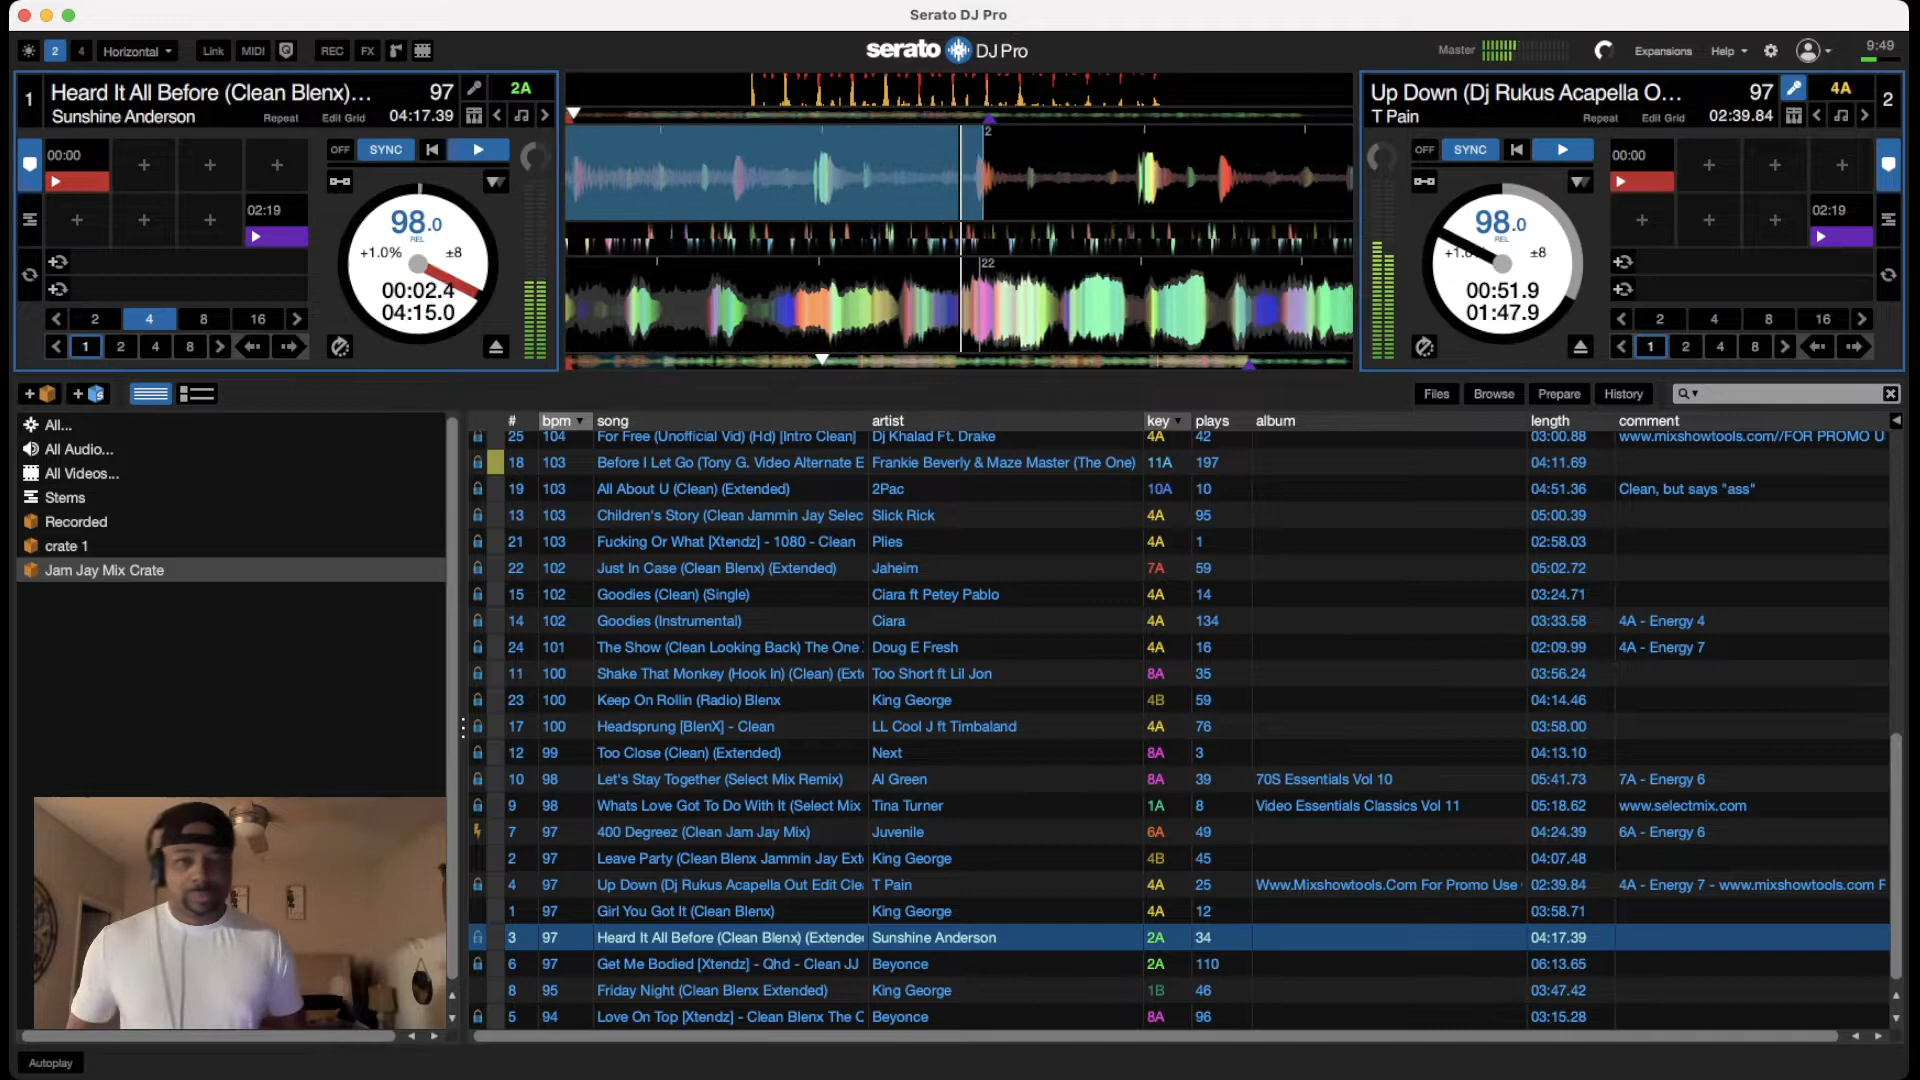 Serato DJ Pro
2 4 Horizontal Link MIDI REC FX
serato DJ Pro
Master Expansions Help 9:49
1 Heard It All Before (Clean Blenx)... 97 2A
Sunshine Anderson Repeat Edit Grid 04:17.39
00:00 OFF SYNC
02:19
98.0
REL
+1.0% ±8
00:02.4
04:15.0
2 4 8 16
1 2 4 8
2
22
Up Down (Dj Rukus Acapella O... 97 4A 2
T Pain Repeat Edit Grid 02:39.84
OFF SYNC 00:00
02:19
98.0
REL
±8
00:51.9
01:47.9
2 4 8 16
1 2 4 8
Files Browse Prepare History
All...
All Audio...
All Videos...
Stems
Recorded
crate 1
Jam Jay Mix Crate
# bpm song artist key plays album length comment
25 104 For Free (Unofficial Vid) (Hd) [Intro Clean] Dj Khalad Ft. Drake 4A 42 03:00.88 www.mixshowtools.com//FOR PROMO U
18 103 Before I Let Go (Tony G. Video Alternate E Frankie Beverly & Maze Master (The One) 11A 197 04:11.69
19 103 All About U (Clean) (Extended) 2Pac 10A 10 04:51.36 Clean, but says "ass"
13 103 Children's Story (Clean Jammin Jay Selec Slick Rick 4A 95 05:00.39
21 103 Fucking Or What [Xtendz] - 1080 - Clean Plies 4A 1 02:58.03
22 102 Just In Case (Clean Blenx) (Extended) Jaheim 7A 59 05:02.72
15 102 Goodies (Clean) (Single) Ciara ft Petey Pablo 4A 14 03:24.71
14 102 Goodies (Instrumental) Ciara 4A 134 03:33.58 4A - Energy 4
24 101 The Show (Clean Looking Back) The One Doug E Fresh 4A 16 02:09.99 4A - Energy 7
11 100 Shake That Monkey (Hook In) (Clean) (Ext Too Short ft Lil Jon 8A 35 03:56.24
23 100 Keep On Rollin (Radio) Blenx King George 4B 59 04:14.46
17 100 Headsprung [BlenX] - Clean LL Cool J ft Timbaland 4A 76 03:58.00
12 99 Too Close (Clean) (Extended) Next 8A 3 04:13.10
10 98 Let's Stay Together (Select Mix Remix) Al Green 8A 39 70S Essentials Vol 10 05:41.73 7A - Energy 6
9 98 Whats Love Got To Do With It (Select Mix Tina Turner 1A 8 Video Essentials Classics Vol 11 05:18.62 www.selectmix.com
7 97 400 Degreez (Clean Jam Jay Mix) Juvenile 6A 49 04:24.39 6A - Energy 6
2 97 Leave Party (Clean Blenx Jammin Jay Ext King George 4B 45 04:07.48
4 97 Up Down (Dj Rukus Acapella Out Edit Cle T Pain 4A 25 Www.Mixshowtools.Com For Promo Use 02:39.84 4A - Energy 7 - www.mixshowtools.com F
1 97 Girl You Got It (Clean Blenx) King George 4A 12 03:58.71
3 97 Heard It All Before (Clean Blenx) (Extende Sunshine Anderson 2A 34 04:17.39
6 97 Get Me Bodied [Xtendz] - Qhd - Clean JJ Beyonce 2A 110 06:13.65
8 95 Friday Night (Clean Blenx Extended) King George 1B 46 03:47.42
5 94 Love On Top [Xtendz] - Clean Blenx The C Beyonce 8A 96 03:15.28
Autoplay